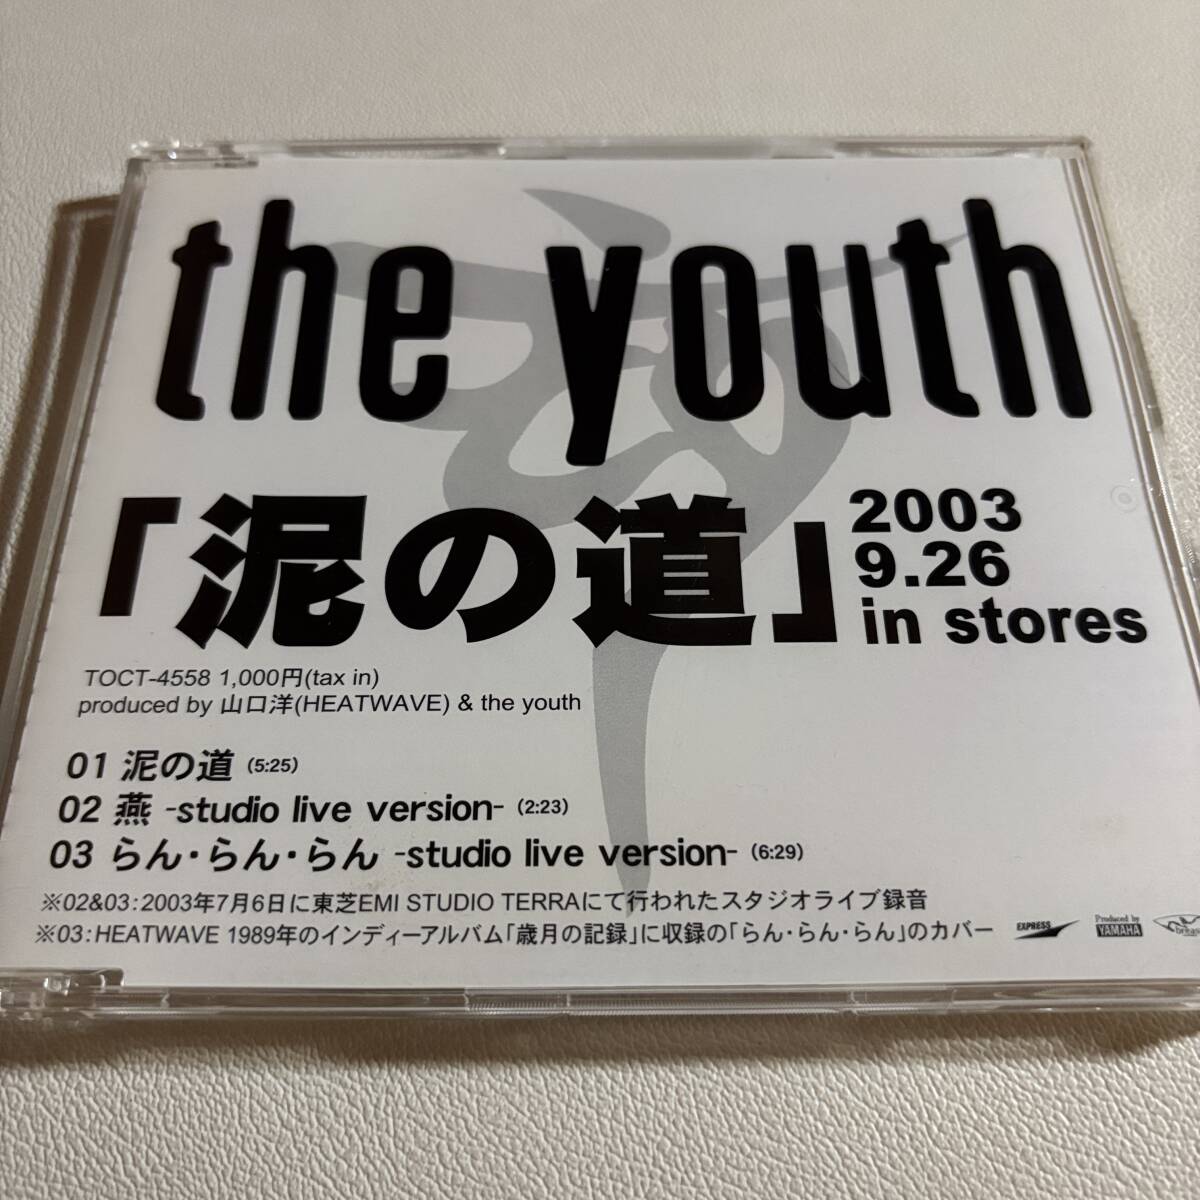 the youth
「泥の道」
2003
9.26
in stores
TOCT-4558 1,000円(tax in)
produced by 山口洋(HEATWAVE) & the youth
01 泥の道 (5:25)
02 燕 -studio live version- (2:23)
03 らん・らん・らん -studio live version- (6:29)
※02&03:2003年7月6日に東芝EMI STUDIO TERRAにて行われたスタジオライブ録音
※03:HEATWAVE 1989年のインディーアルバム「歳月の記録」に収録の「らん・らん・らん」のカバー
EXPRESS
Produced by
YAMAHA